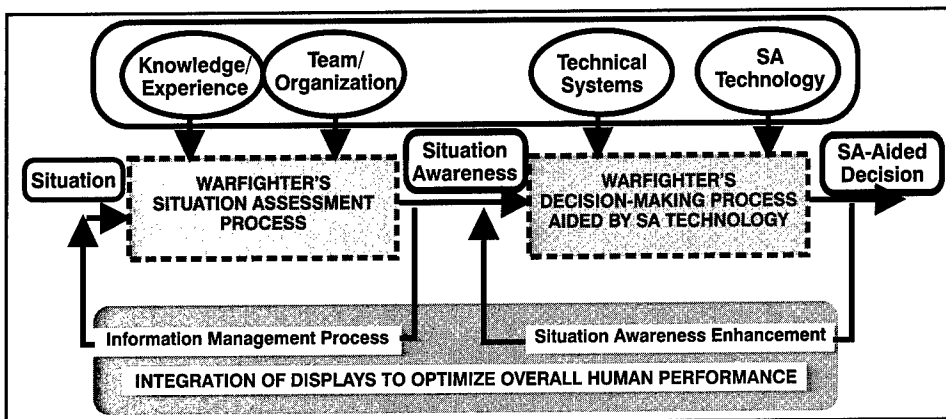 Knowledge/
Experience
Team/
Organization
Technical
Systems
SA
Technology
Situation
WARFIGHTER'S
SITUATION ASSESSMENT
PROCESS
Situation
Awareness
WARFIGHTER'S
DECISION-MAKING PROCESS
AIDED BY SA TECHNOLOGY
SA-Aided
Decision
Information Management Process
Situation Awareness Enhancement
INTEGRATION OF DISPLAYS TO OPTIMIZE OVERALL HUMAN PERFORMANCE